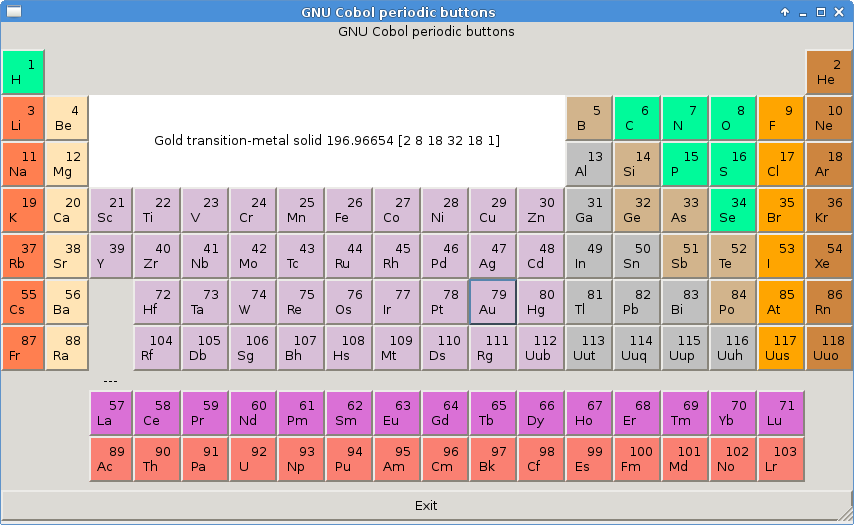 GNU Cobol periodic buttons
GNU Cobol periodic buttons
1 2
H He
3 4 5 6 7 8 9 10
Li Be B C N O F Ne
Gold transition-metal solid 196.96654 [2 8 18 32 18 1]
11 12 13 14 15 16 17 18
Na Mg Al Si P S Cl Ar
19 20 21 22 23 24 25 26 27 28 29 30 31 32 33 34 35 36
K Ca Sc Ti V Cr Mn Fe Co Ni Cu Zn Ga Ge As Se Br Kr
37 38 39 40 41 42 43 44 45 46 47 48 49 50 51 52 53 54
Rb Sr Y Zr Nb Mo Tc Ru Rh Pd Ag Cd In Sn Sb Te I Xe
55 56 72 73 74 75 76 77 78 79 80 81 82 83 84 85 86
Cs Ba Hf Ta W Re Os Ir Pt Au Hg Tl Pb Bi Po At Rn
87 88 104 105 106 107 108 109 110 111 112 113 114 115 116 117 118
Fr Ra Rf Db Sg Bh Hs Mt Ds Rg Uub Uut Uuq Uup Uuh Uus Uuo
---
57 58 59 60 61 62 63 64 65 66 67 68 69 70 71
La Ce Pr Nd Pm Sm Eu Gd Tb Dy Ho Er Tm Yb Lu
89 90 91 92 93 94 95 96 97 98 99 100 101 102 103
Ac Th Pa U Np Pu Am Cm Bk Cf Es Fm Md No Lr
Exit